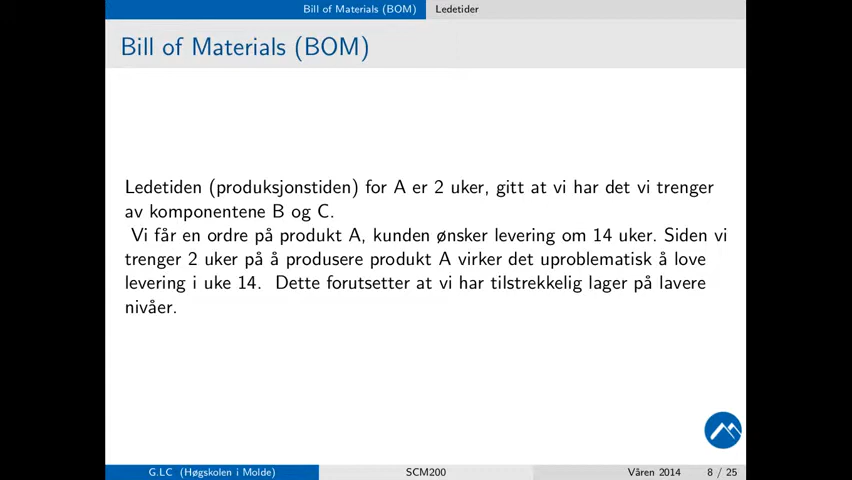 Bill of Materials (BOM) Ledetider
Bill of Materials (BOM)
Ledetiden (produksjonstiden) for A er 2 uker, gitt at vi har det vi trenger
av komponentene B og C.
Vi får en ordre på produkt A, kunden ønsker levering om 14 uker. Siden vi
trenger 2 uker på å produsere produkt A virker det uproblematisk å love
levering i uke 14. Dette forutsetter at vi har tilstrekkelig lager på lavere
nivåer.
G.LC (Høgskolen i Molde) SCM200 Våren 2014 8 / 25